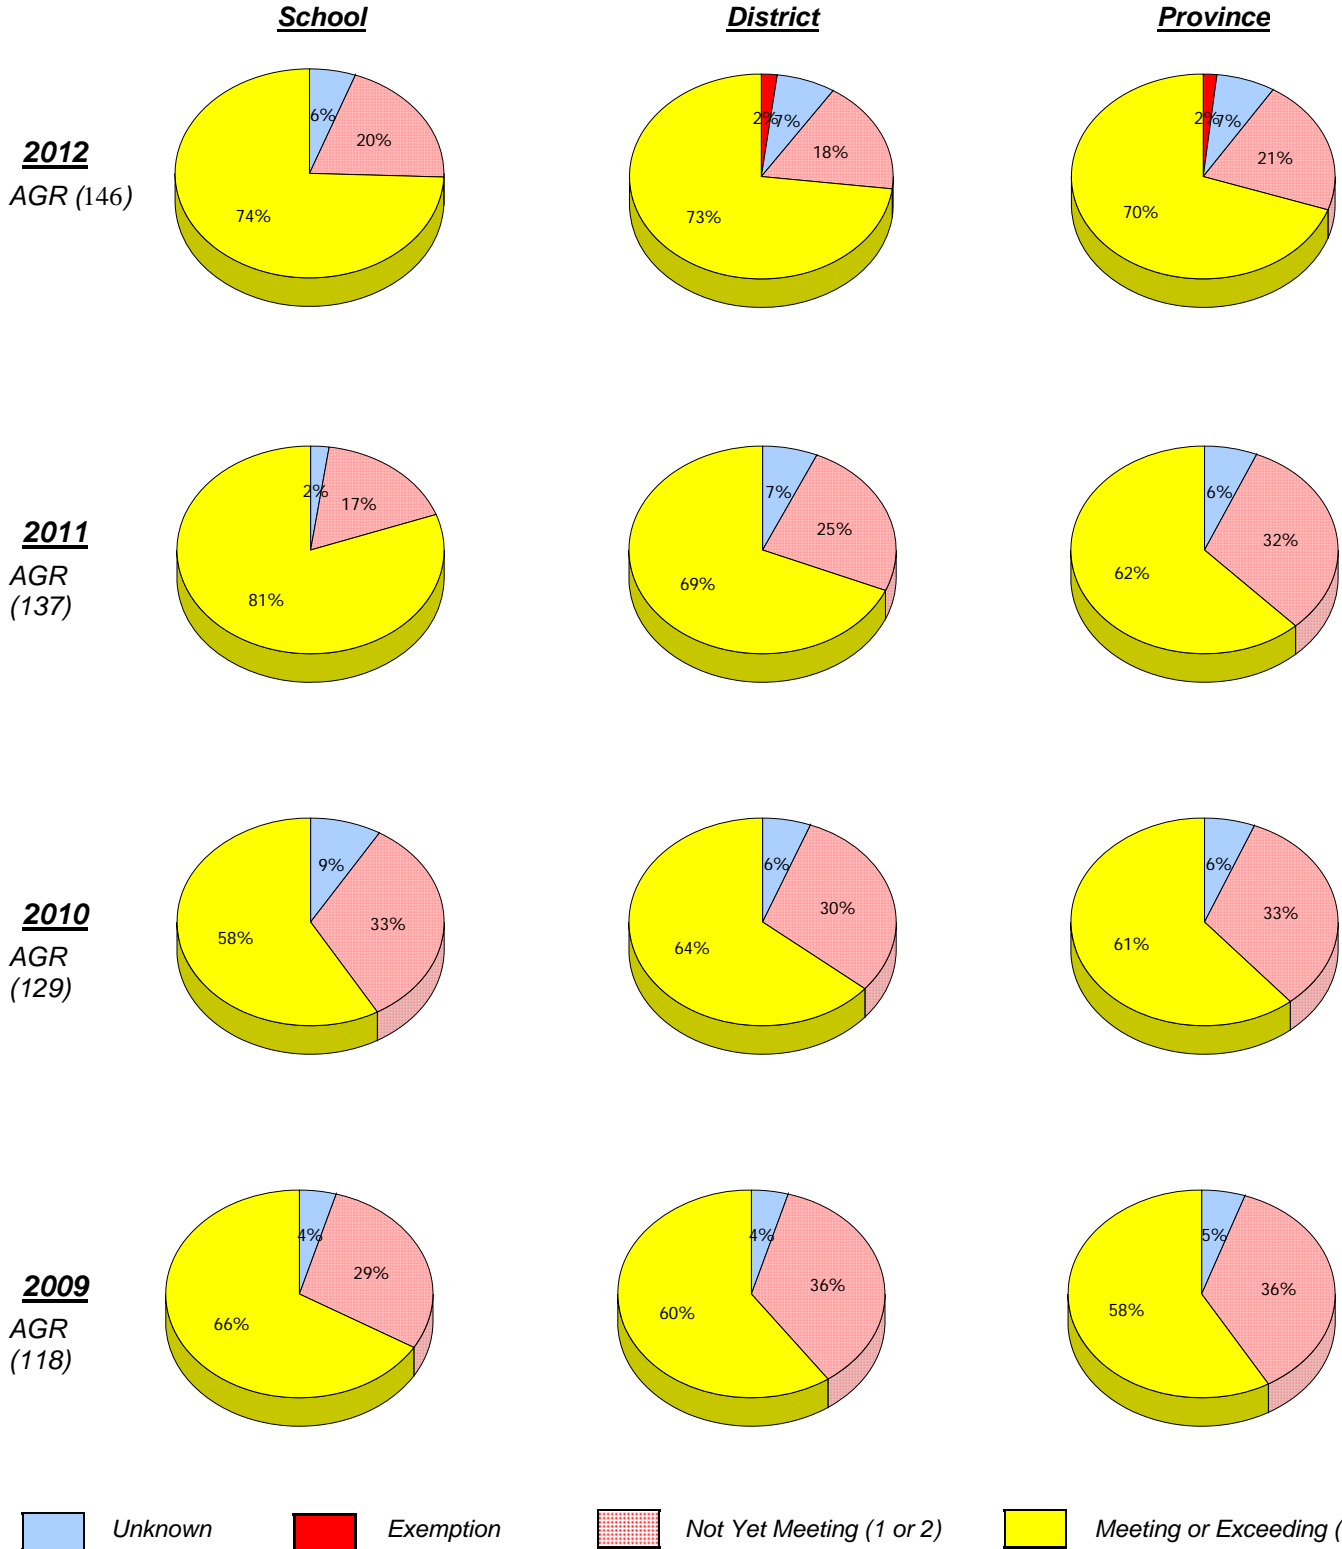 School District Province
2012
AGR (146)
6% 20% 74%
2% 7% 18% 73%
2% 7% 21% 70%
2011
AGR
(137)
2% 17% 81%
7% 25% 69%
6% 32% 62%
2010
AGR
(129)
9% 33% 58%
6% 30% 64%
6% 33% 61%
2009
AGR
(118)
4% 29% 66%
4% 36% 60%
5% 36% 58%
Unknown Exemption Not Yet Meeting (1 or 2) Meeting or Exceeding (